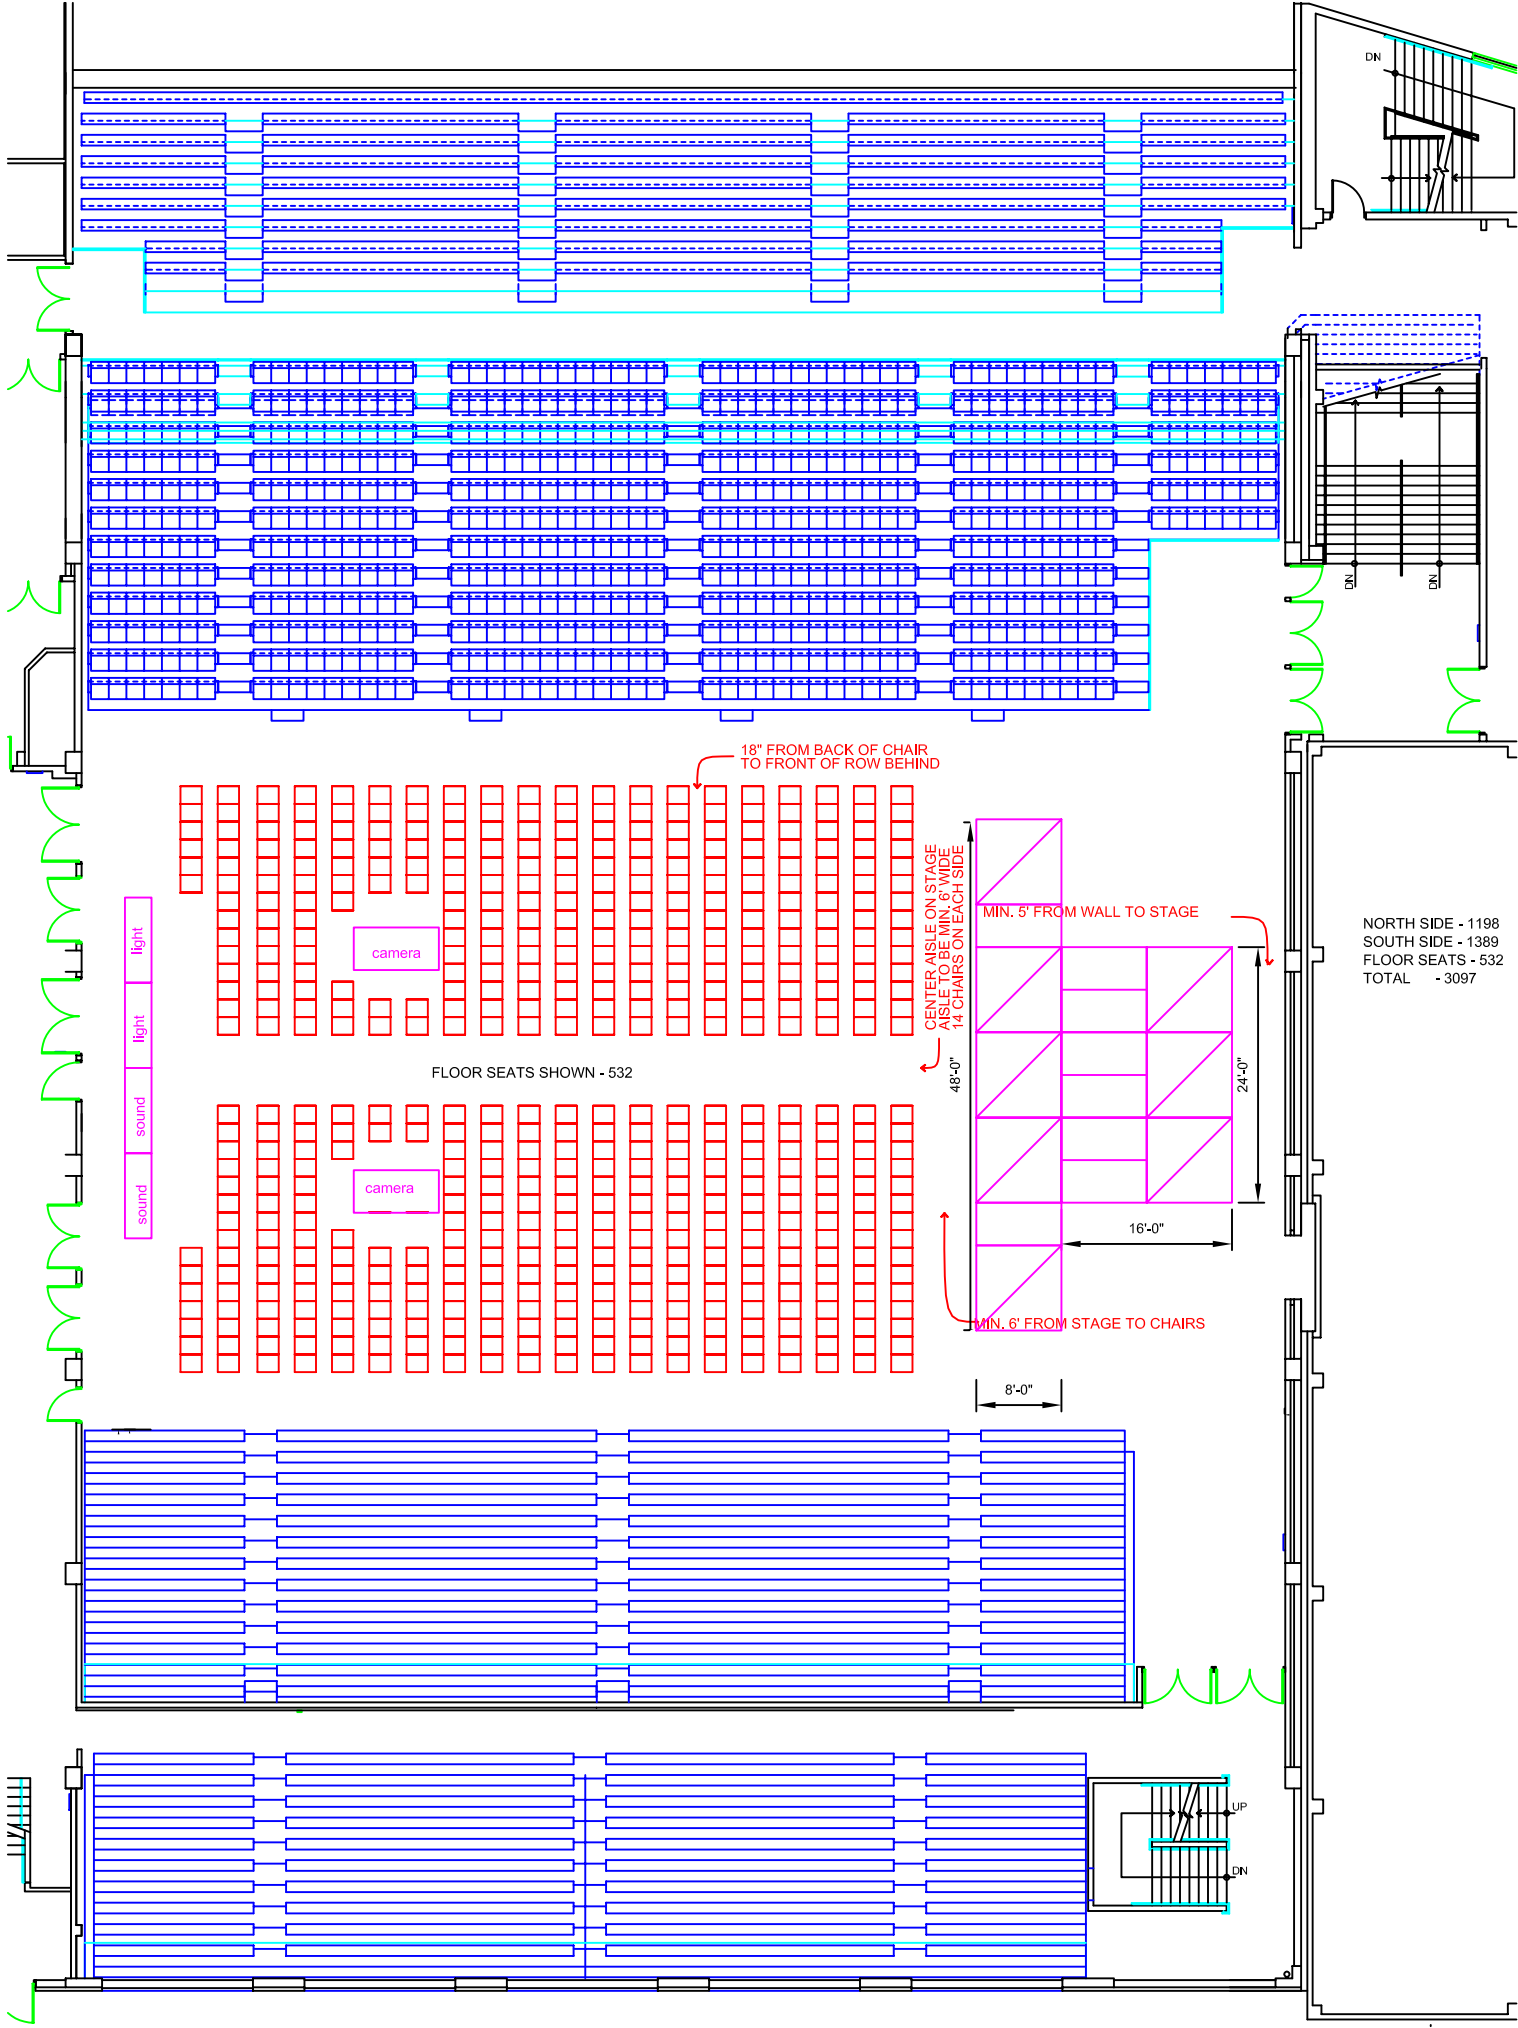 DN
18" FROM BACK OF CHAIR
TO FRONT OF ROW BEHIND
DN
DN
CENTER AISLE ON STAGE
AISLE TO BE MIN. 6' WIDE
14 CHAIRS ON EACH SIDE
MIN. 5' FROM WALL TO STAGE
NORTH SIDE - 1198
SOUTH SIDE - 1389
FLOOR SEATS - 532
TOTAL - 3097
light
camera
light
FLOOR SEATS SHOWN - 532
48'-0"
24'-0"
sound
camera
sound
16'-0"
MIN. 6' FROM STAGE TO CHAIRS
8'-0"
UP
DN